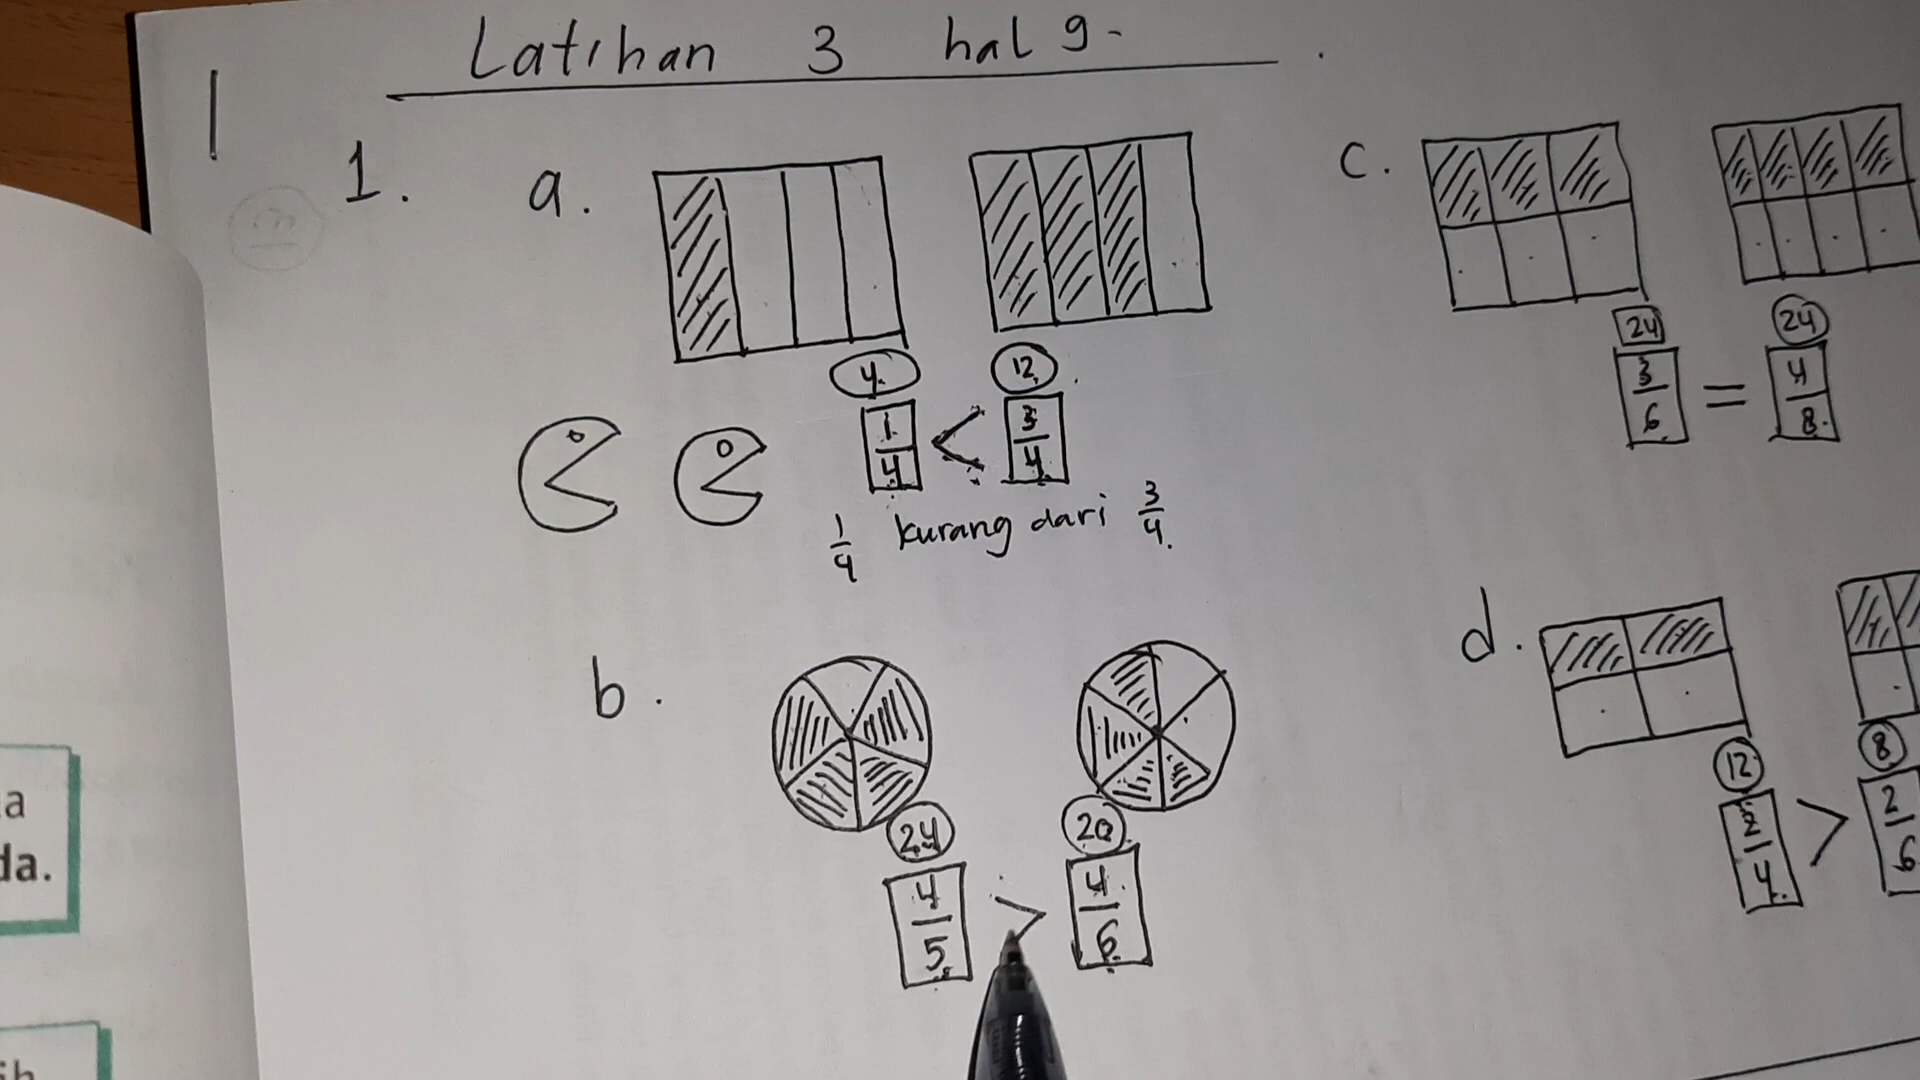 Latihan 3 hal 9.
1.
a.
4.
12.
1/4 < 3/4
1/4 kurang dari 3/4.
b.
24
20
4/5 > 4/6
c.
24
24
3/6 = 4/8
d.
12
8
2/4 > 2/6
a
da.
ih